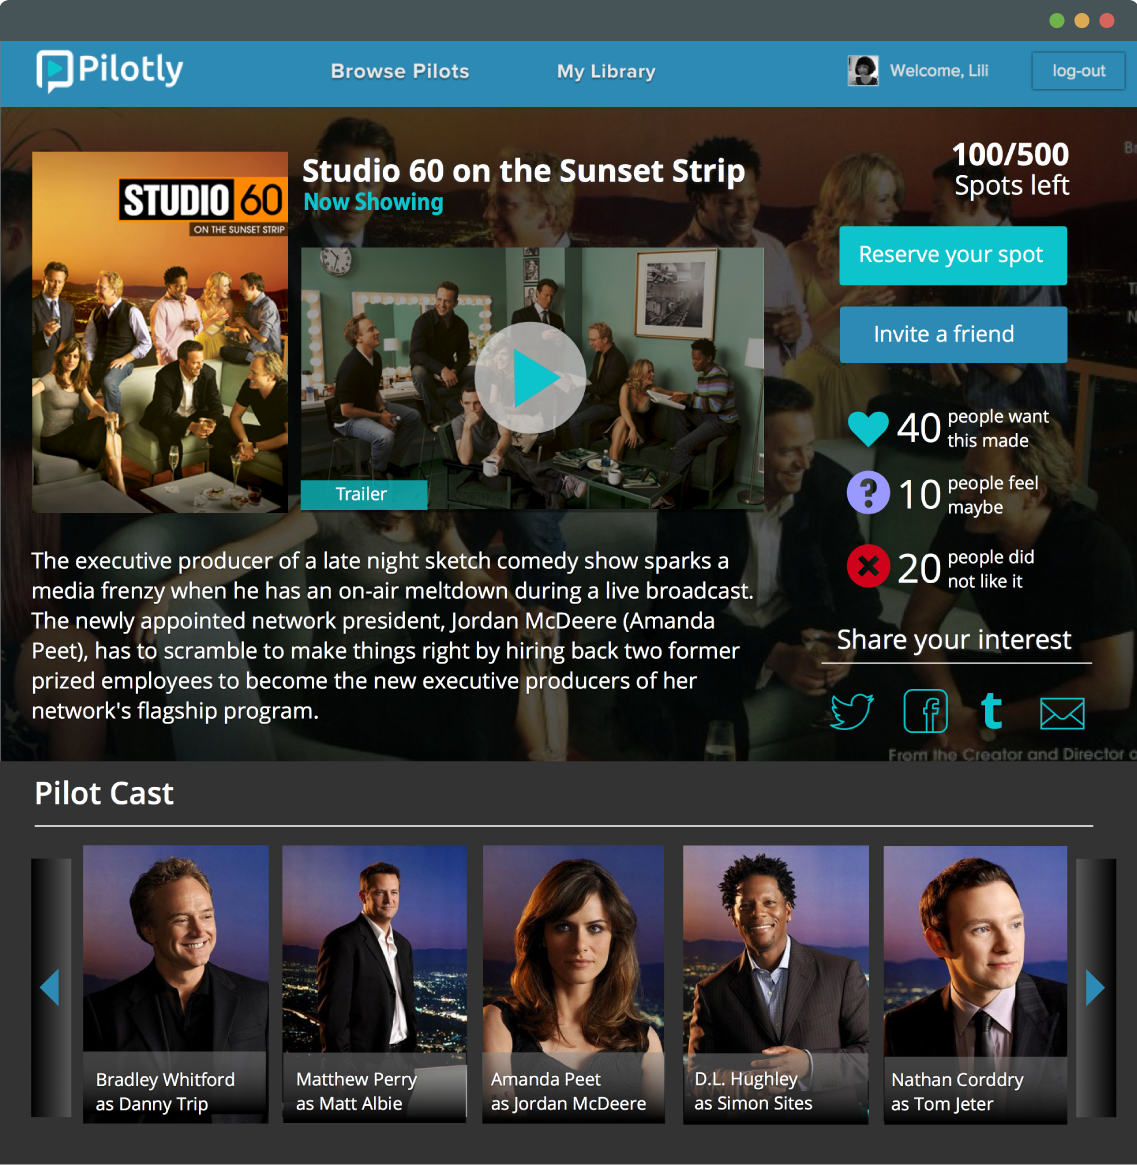 Pilotly
Browse Pilots
My Library
Welcome, Lili
log-out
STUDIO 60
ON THE SUNSET STRIP
Studio 60 on the Sunset Strip
Now Showing
Trailer
100/500
Spots left
Reserve your spot
Invite a friend
40 people want
this made
10 people feel
maybe
20 people did
not like it
Share your interest
The executive producer of a late night sketch comedy show sparks a
media frenzy when he has an on-air meltdown during a live broadcast.
The newly appointed network president, Jordan McDeere (Amanda
Peet), has to scramble to make things right by hiring back two former
prized employees to become the new executive producers of her
network's flagship program.
From the Creator and Director
Pilot Cast
Bradley Whitford
as Danny Trip
Matthew Perry
as Matt Albie
Amanda Peet
as Jordan McDeere
D.L. Hughley
as Simon Sites
Nathan Corddry
as Tom Jeter